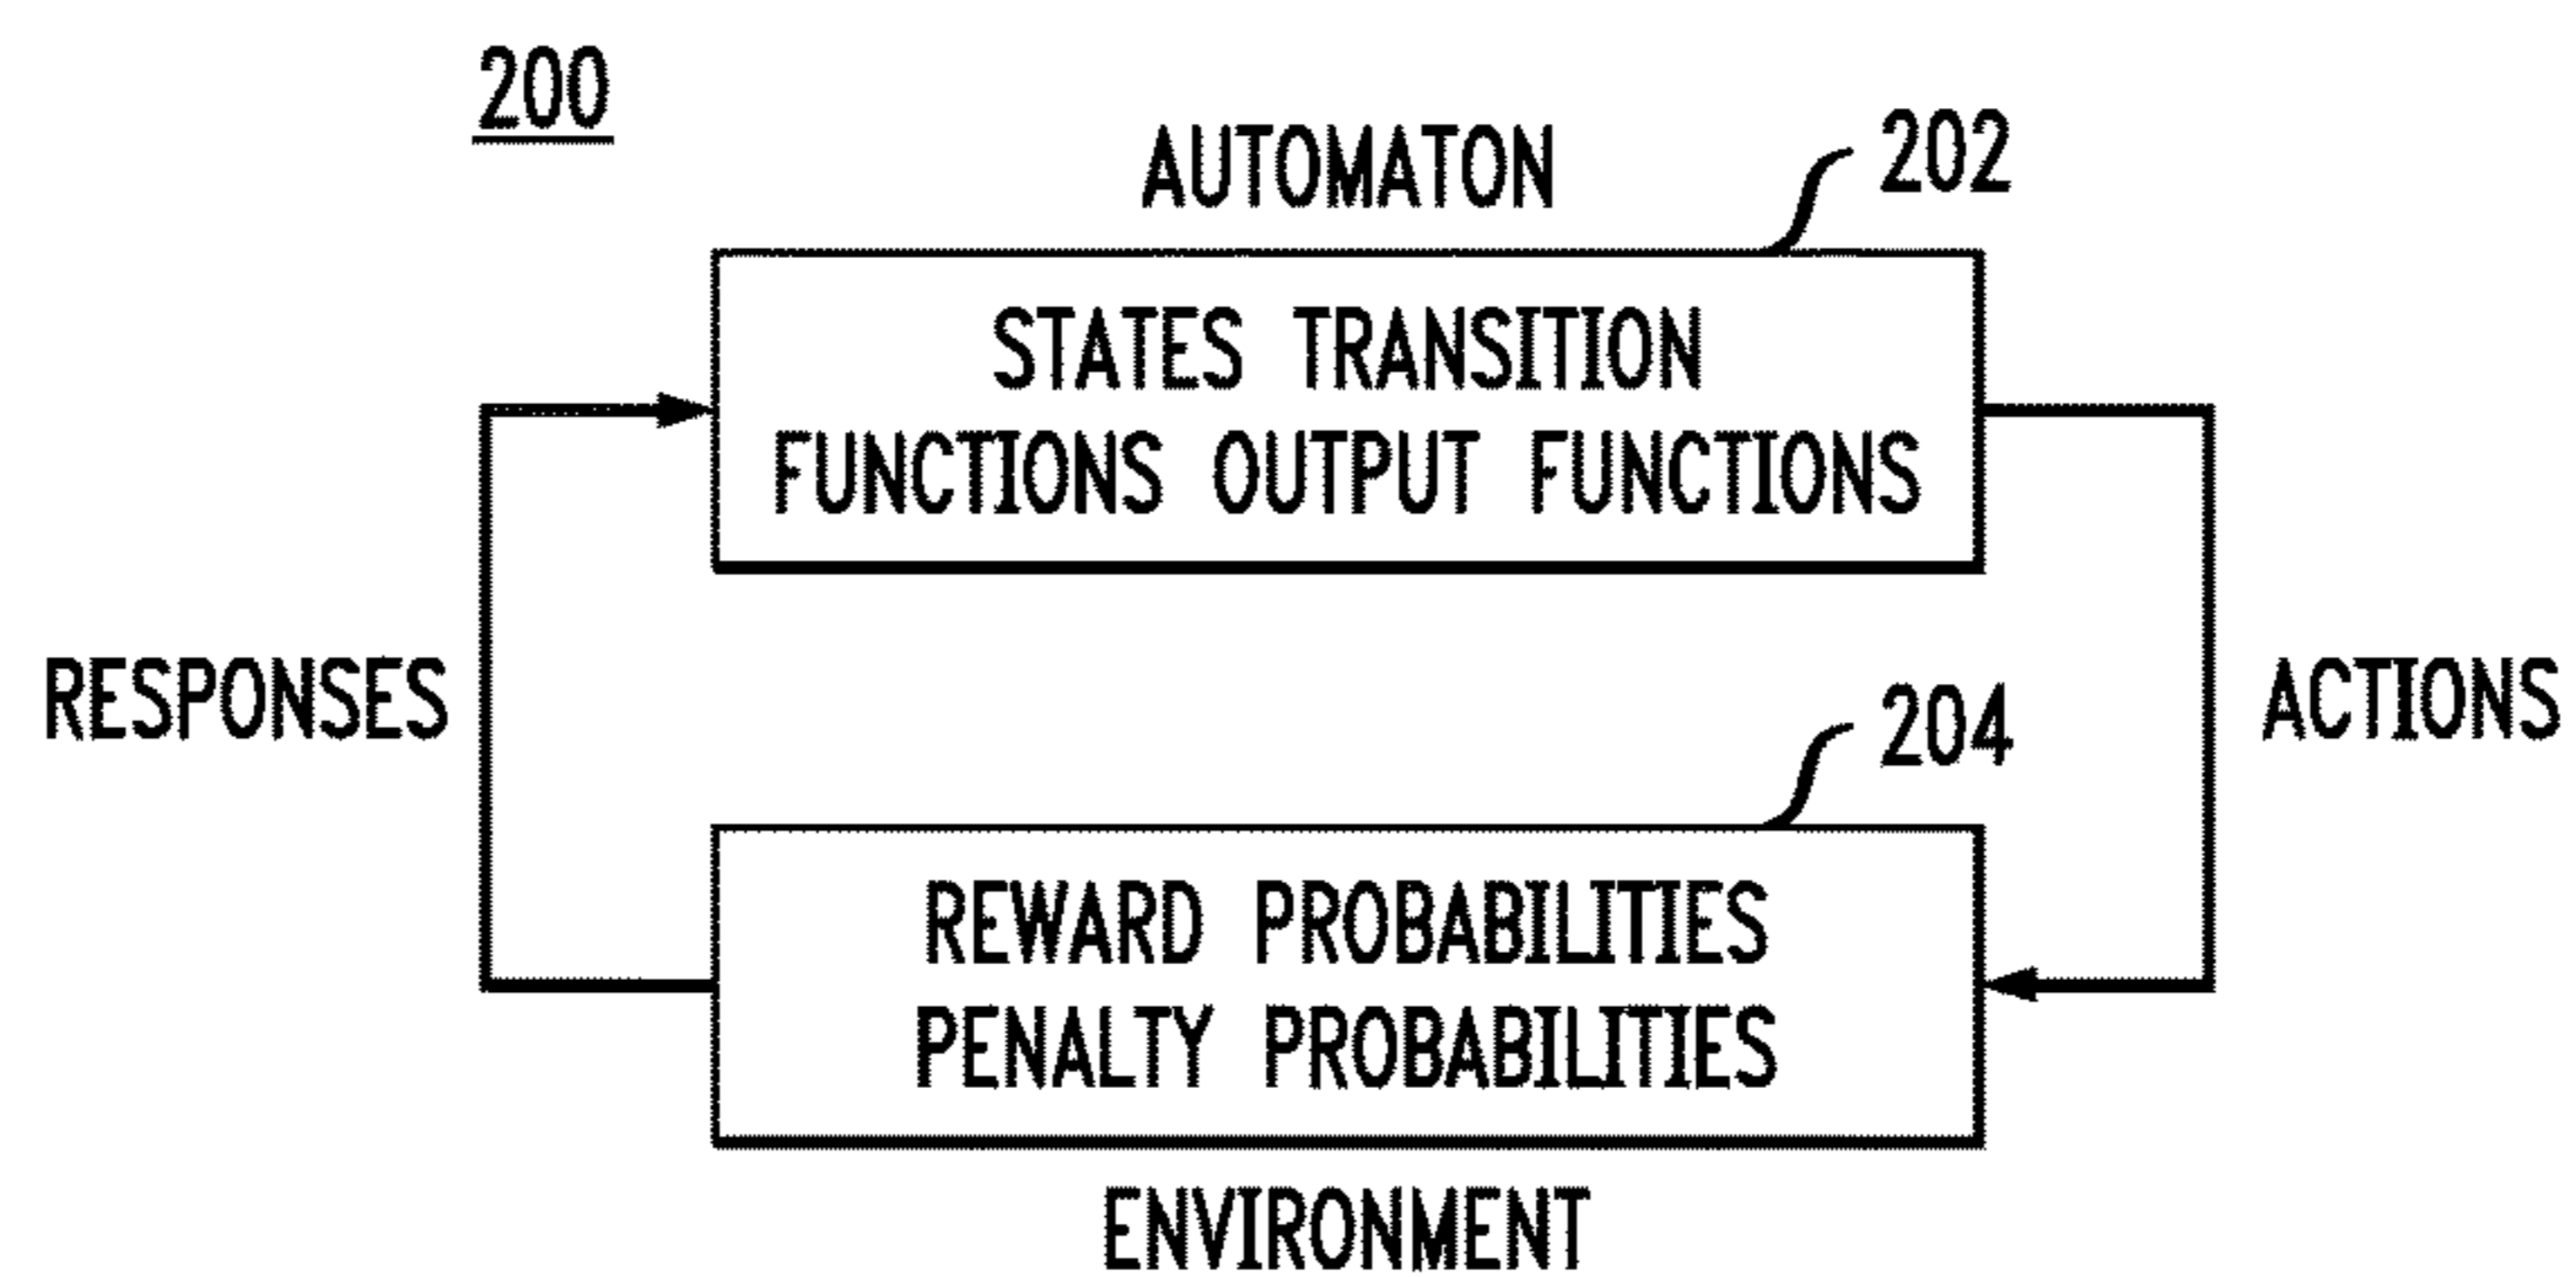 200
AUTOMATON
202
STATES TRANSITION
FUNCTIONS OUTPUT FUNCTIONS
RESPONSES
ACTIONS
204
REWARD PROBABILITIES
PENALTY PROBABILITIES
ENVIRONMENT